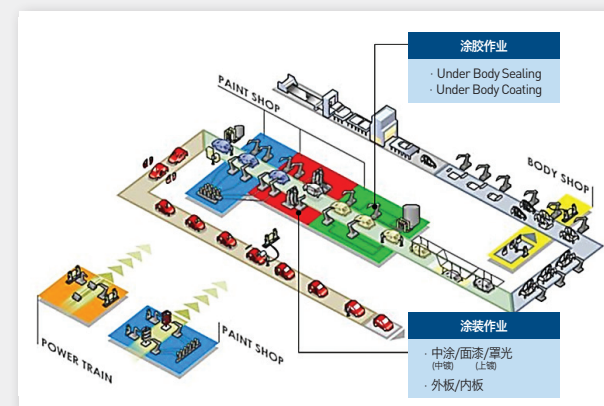 涂胶作业
· Under Body Sealing
· Under Body Coating
PAINT SHOP
BODY SHOP
POWER TRAIN
PAINT SHOP
涂装作业
· 中涂/面漆/罩光
(中镀) (上镀)
· 外板/内板